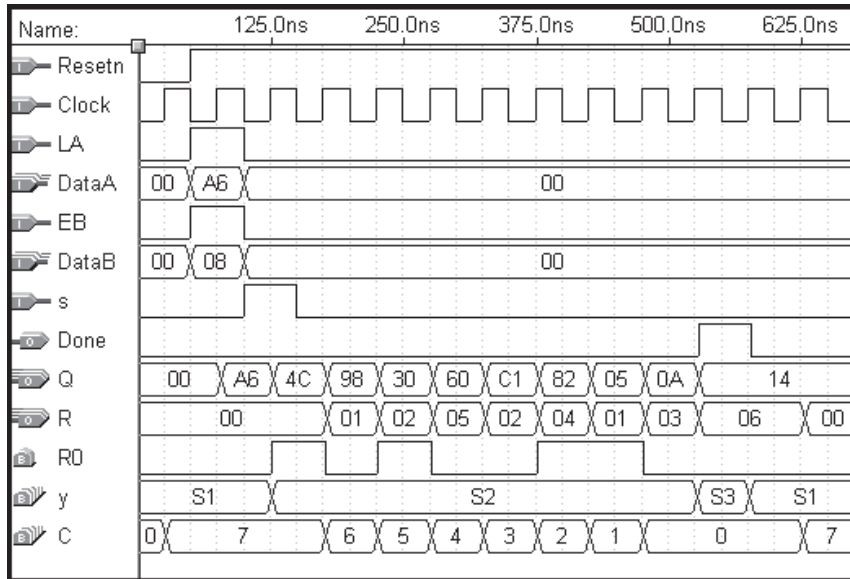 Name: 125.0ns 250.0ns 375.0ns 500.0ns 625.0ns
Resetn
Clock
LA
DataA 00 A6 00
EB
DataB 00 08 00
s
Done
Q 00 A6 4C 98 30 60 C1 82 05 0A 14
R 00 01 02 05 02 04 01 03 06 00
R0
y S1 S2 S3 S1
C 0 7 6 5 4 3 2 1 0 7